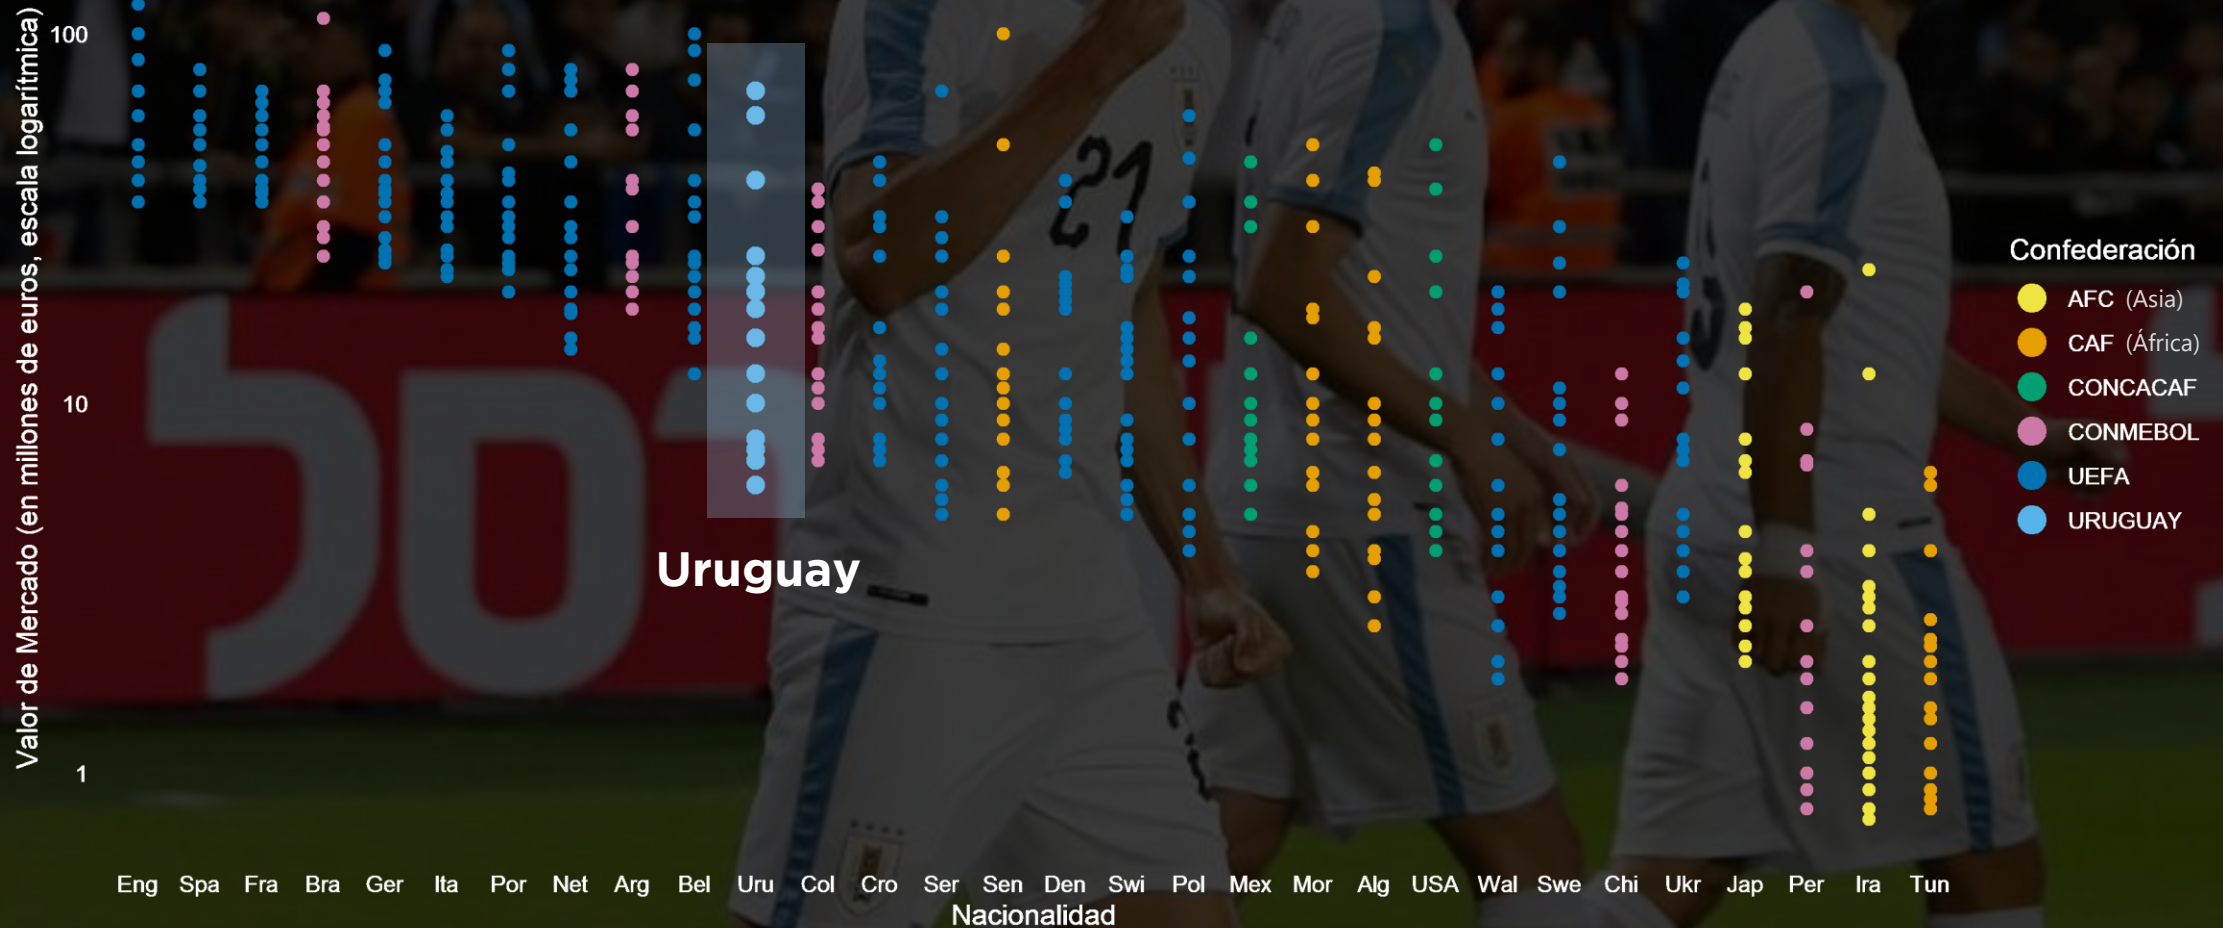 Valor de Mercado (en millones de euros, escala logarítmica)
100
10
1
Uruguay
21
Confederación
AFC (Asia)
CAF (África)
CONCACAF
CONMEBOL
UEFA
URUGUAY
Eng Spa Fra Bra Ger Ita Por Net Arg Bel Uru Col Cro Ser Sen Den Swi Pol Mex Mor Alg USA Wal Swe Chi Ukr Jap Per Ira Tun
Nacionalidad